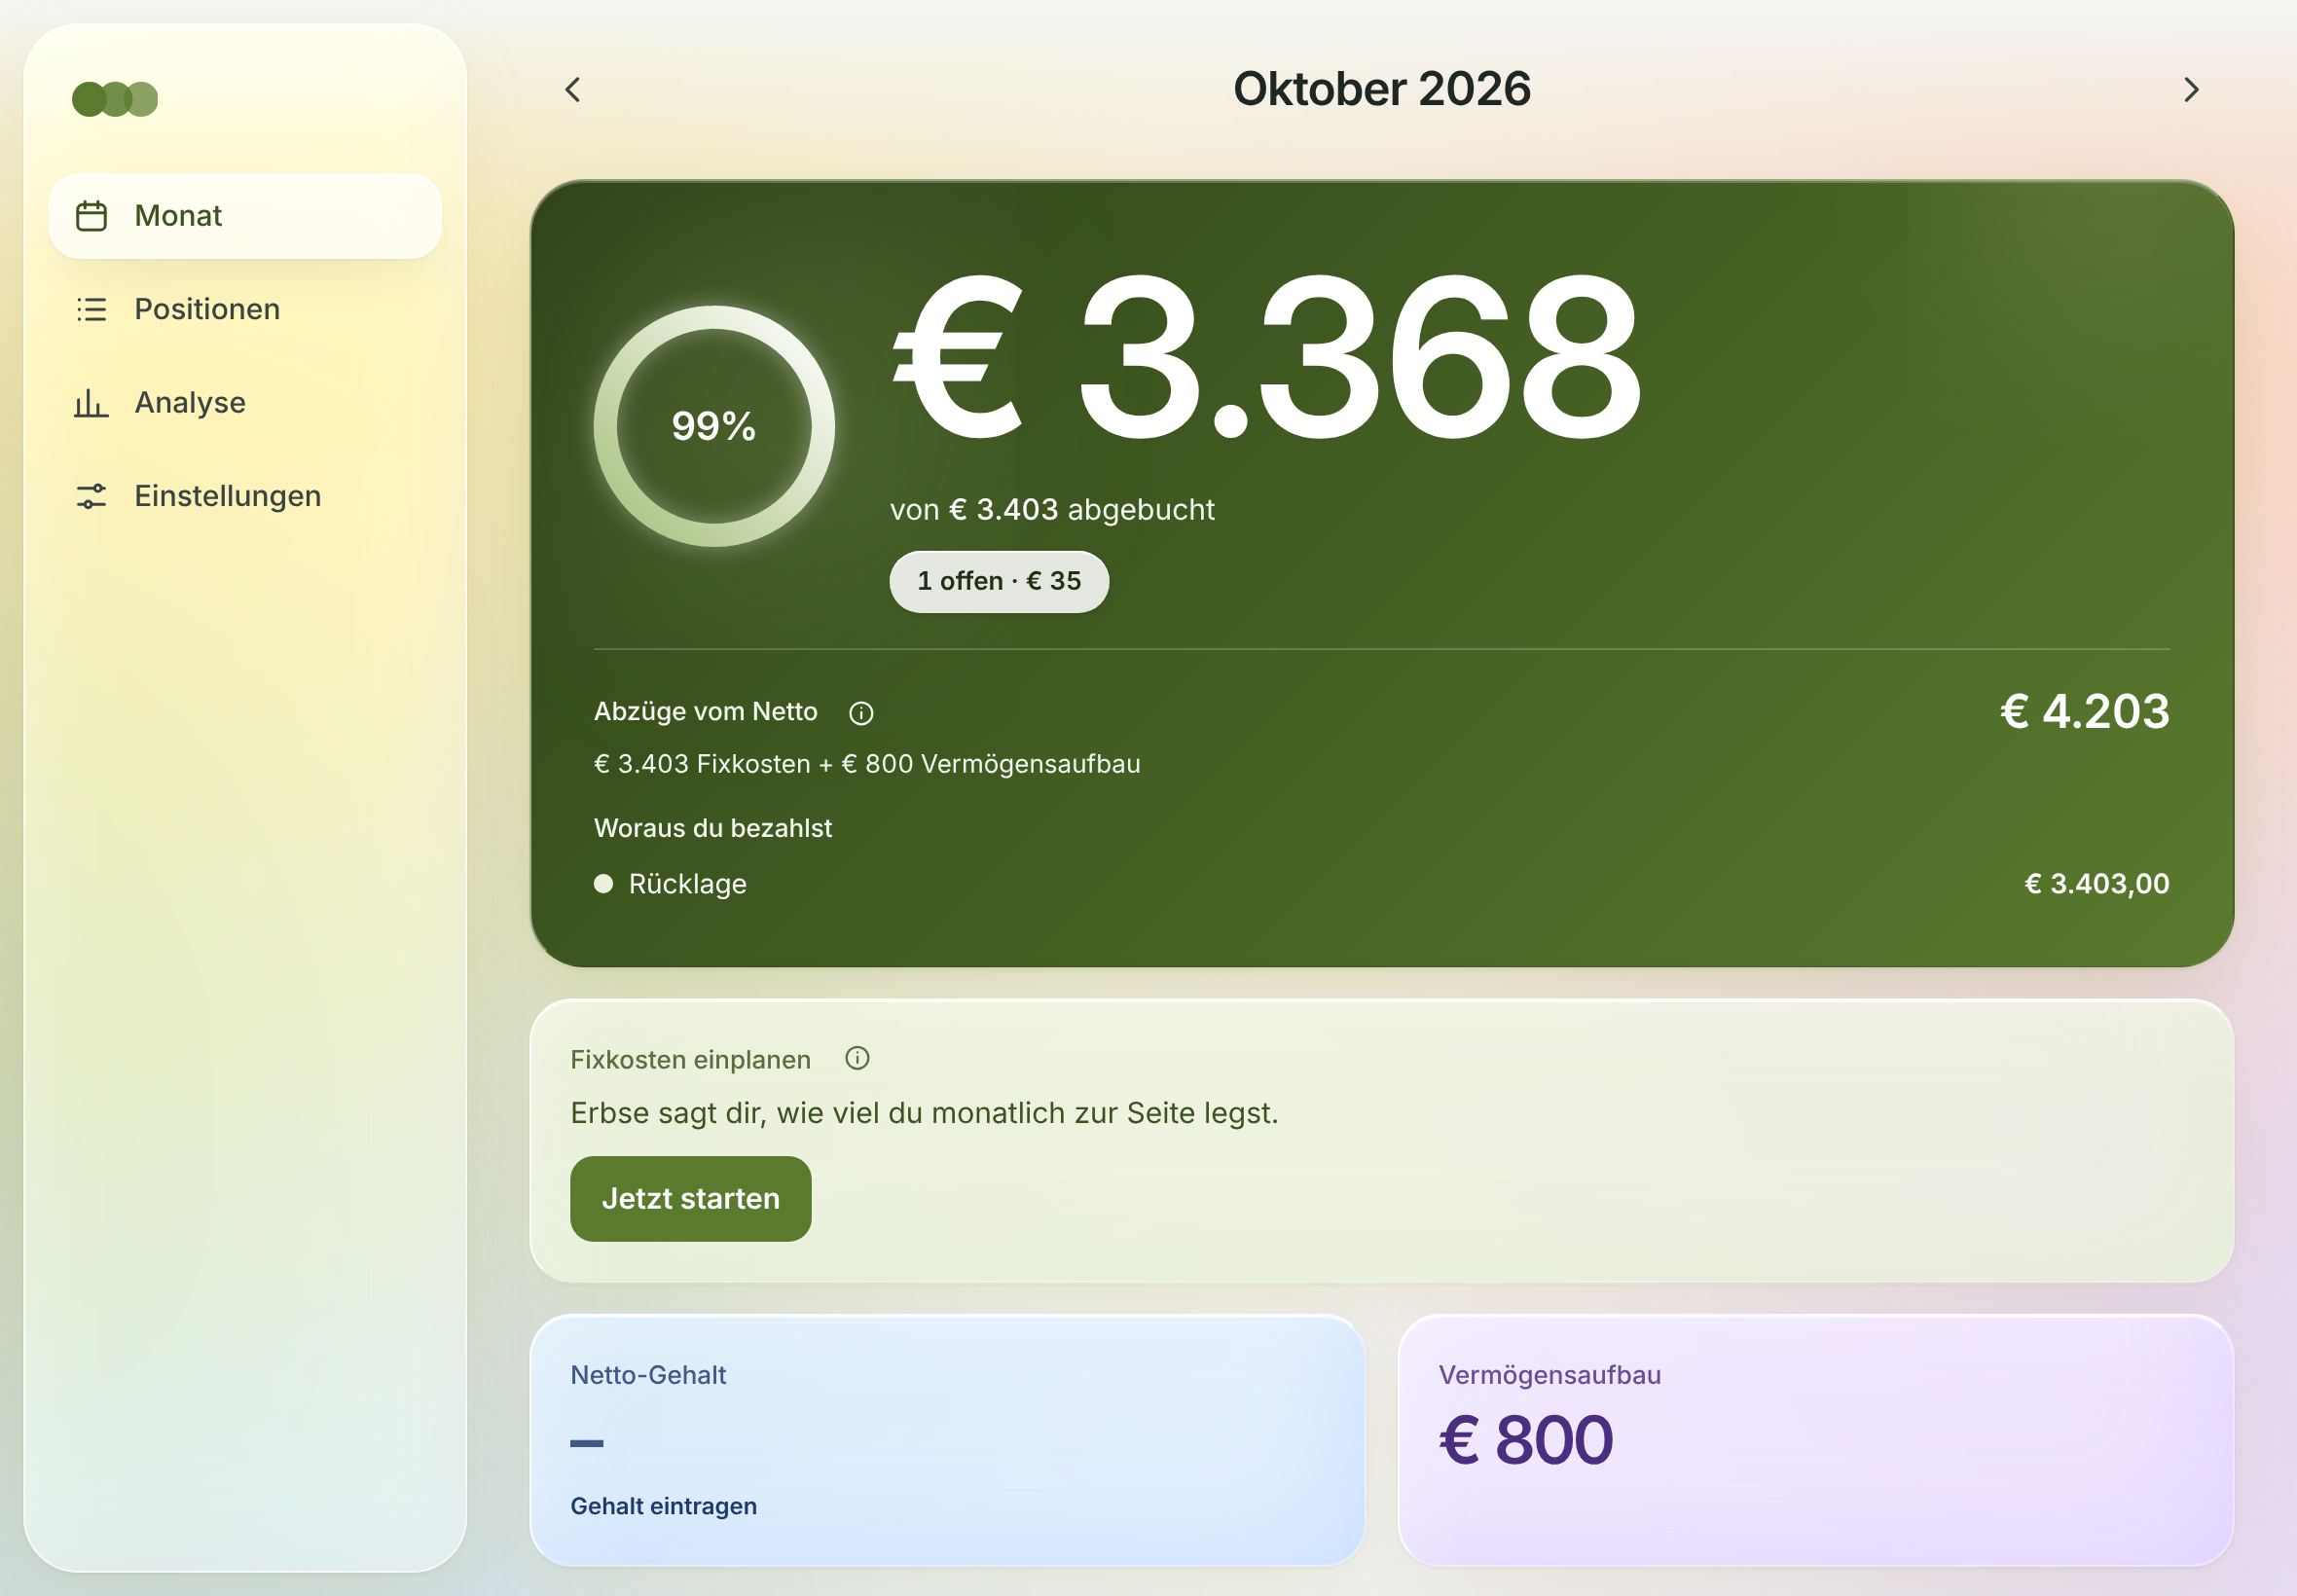 Oktober 2026
Monat
Positionen
Analyse
Einstellungen
99%
€ 3.368
von € 3.403 abgebucht
1 offen · € 35
Abzüge vom Netto
€ 4.203
€ 3.403 Fixkosten + € 800 Vermögensaufbau
Woraus du bezahlst
Rücklage
€ 3.403,00
Fixkosten einplanen
Erbse sagt dir, wie viel du monatlich zur Seite legst.
Jetzt starten
Netto-Gehalt
–
Gehalt eintragen
Vermögensaufbau
€ 800